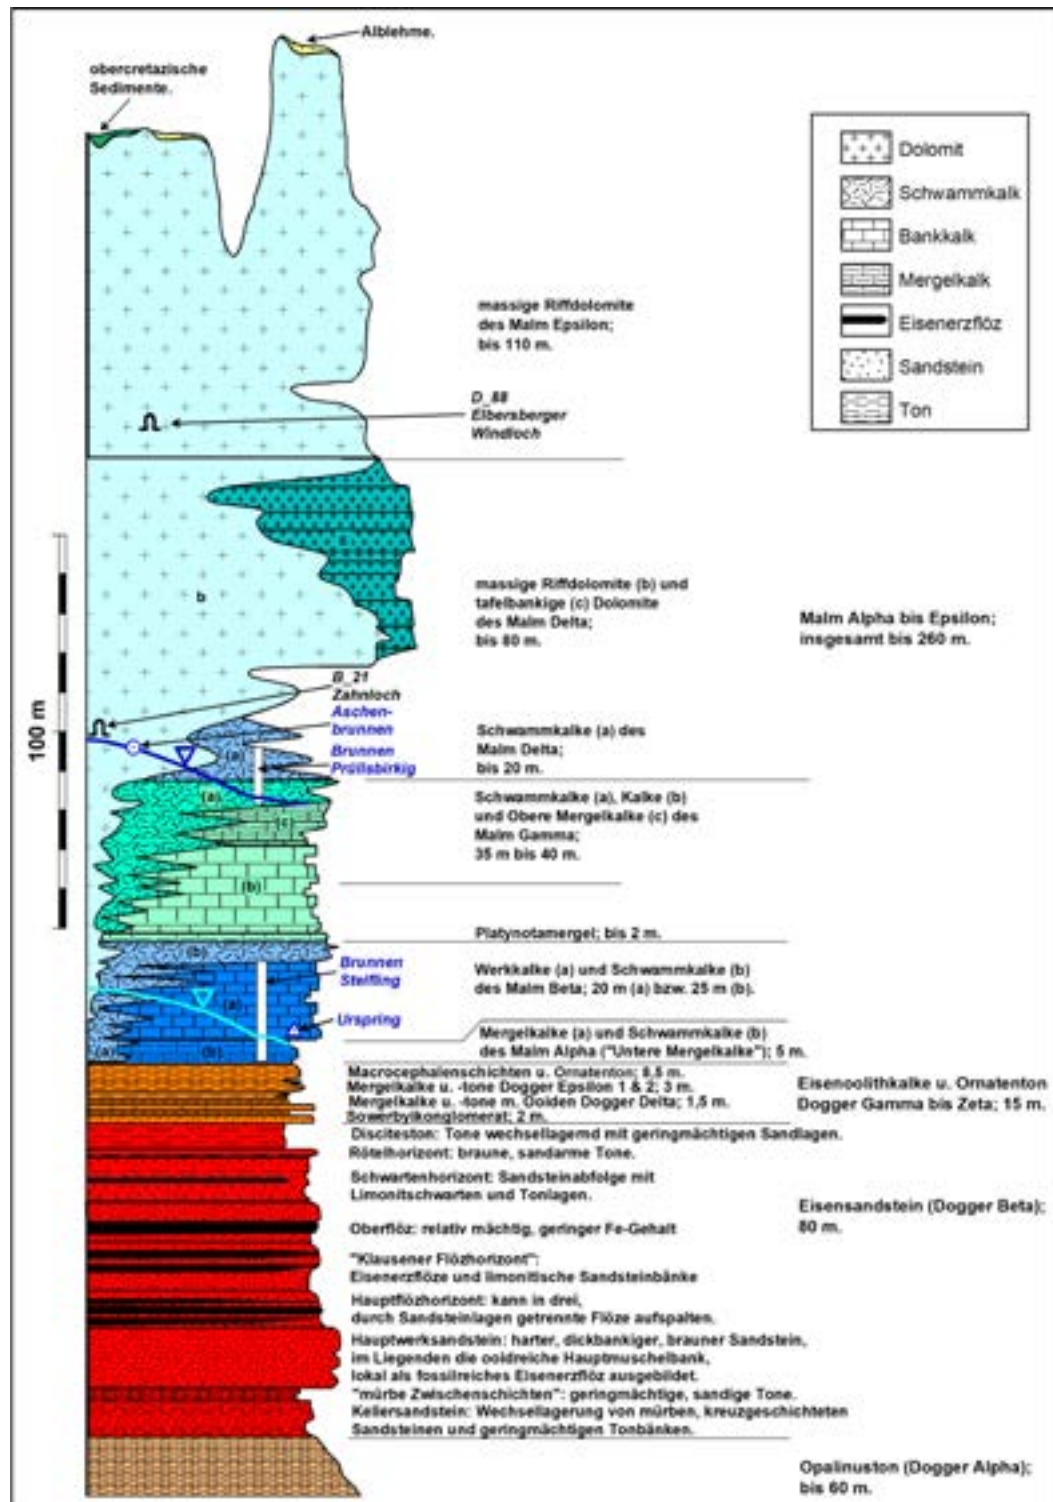 Alblehme.
obercretazische
Sedimente.
Dolomit
Schwammkalk
Bankkalk
Mergelkalk
Eisenerzflöz
Sandstein
Ton
massige Riffdolomite
des Malm Epsilon;
bis 110 m.
D_88
Elbersberger
Windloch
b
c
massige Riffdolomite (b) und
tafelbankige (c) Dolomite
des Malm Delta;
bis 80 m.
Malm Alpha bis Epsilon;
insgesamt bis 260 m.
100 m
B_21
Zahnloch
Aschen-
brunnen
Brunnen
Prüllsbirkig
(a)
Schwammkalke (a) des
Malm Delta;
bis 20 m.
(a)
(c)
(b)
Schwammkalke (a), Kalke (b)
und Obere Mergelkalke (c) des
Malm Gamma;
35 m bis 40 m.
Platynotamergel; bis 2 m.
(b)
(a)
Brunnen
Steifling
Werkkalke (a) und Schwammkalke (b)
des Malm Beta; 20 m (a) bzw. 25 m (b).
Urspring
(a)
(b)
Mergelkalke (a) und Schwammkalke (b)
des Malm Alpha ("Untere Mergelkalke"); 5 m.
Macrocephalenschichten u. Ornatenton; 8,5 m.
Mergelkalke u. -tone Dogger Epsilon 1 & 2; 3 m.
Mergelkalke u. -tone m. Ooiden Dogger Delta; 1,5 m.
Sowerbyikonglomerat; 2 m.
Eisenoolithkalke u. Ornatenton
Dogger Gamma bis Zeta; 15 m.
Disciteston: Tone wechsellagernd mit geringmächtigen Sandlagen.
Rötelhorizont: braune, sandarme Tone.
Schwartenhorizont: Sandsteinabfolge mit
Limonitschwarten und Tonlagen.
Eisensandstein (Dogger Beta);
80 m.
Oberflöz: relativ mächtig, geringer Fe-Gehalt
"Klausener Flözhorizont":
Eisenerzflöze und limonitische Sandsteinbänke
Hauptflözhorizont: kann in drei,
durch Sandsteinlagen getrennte Flöze aufspalten.
Hauptwerksandstein: harter, dickbankiger, brauner Sandstein,
im Liegenden die ooidreiche Hauptmuschelbank,
lokal als fossilreiches Eisenerzflöz ausgebildet.
"mürbe Zwischenschichten": geringmächtige, sandige Tone.
Kellersandstein: Wechsellagerung von mürben, kreuzgeschichteten
Sandsteinen und geringmächtigen Tonbänken.
Opalinuston (Dogger Alpha);
bis 60 m.